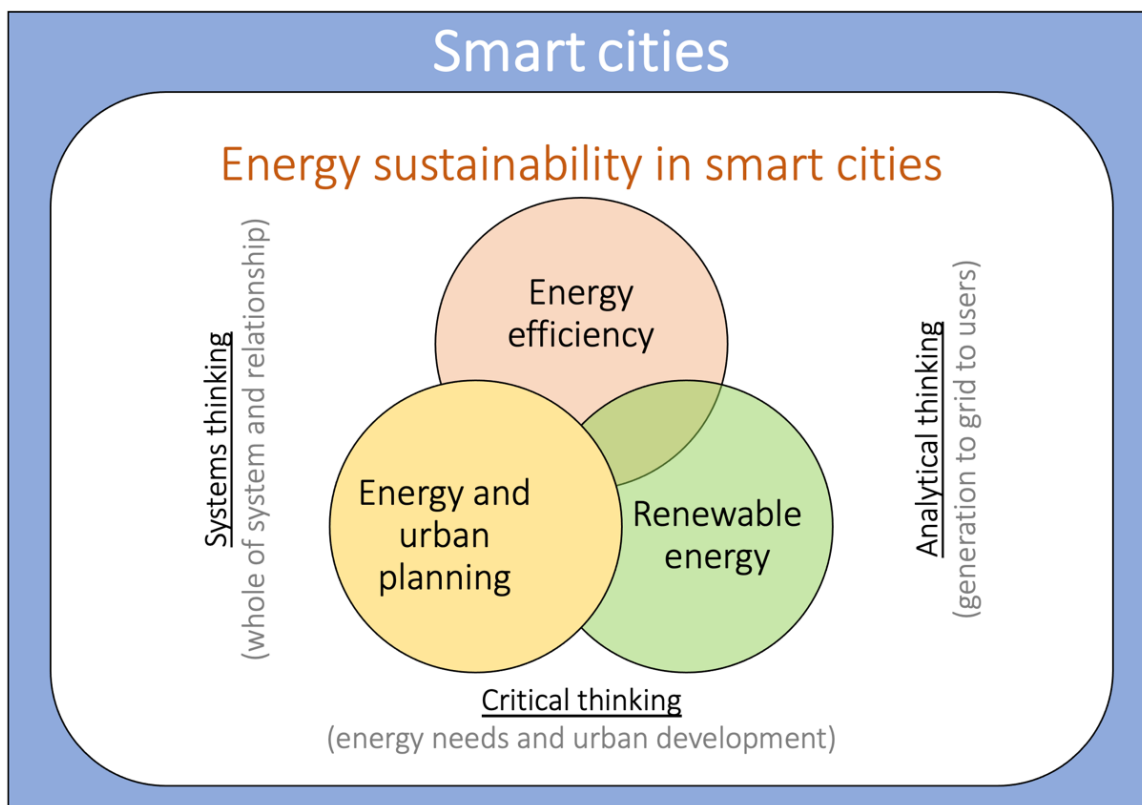 Smart cities
Energy sustainability in smart cities
Energy
efficiency
Systems thinking
(whole of system and relationship)
Energy and
urban
planning
Renewable
energy
Analytical thinking
(generation to grid to users)
Critical thinking
(energy needs and urban development)